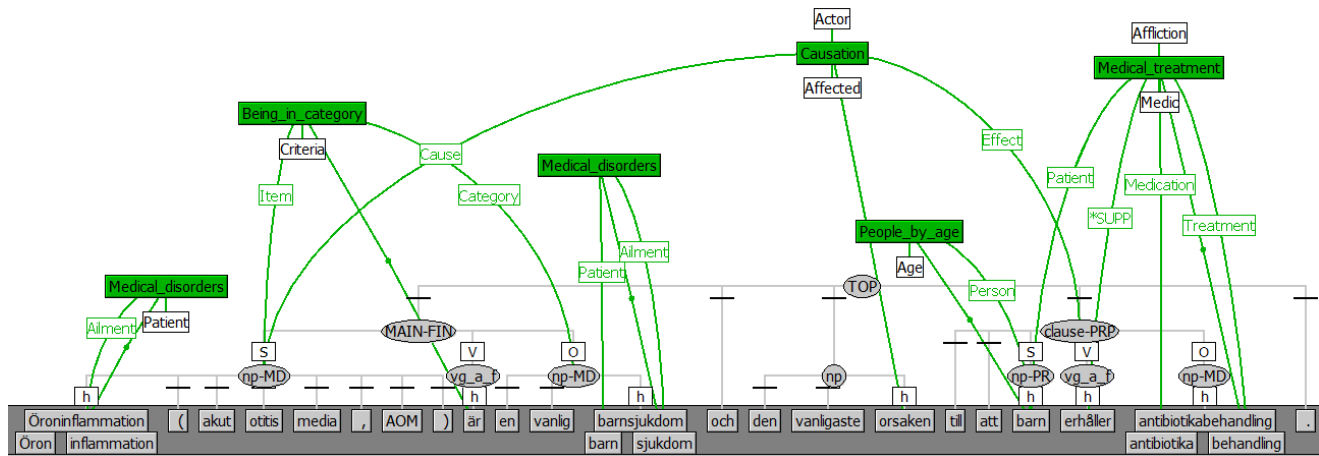 Actor
Causation Affliction
Medical_treatment
Affected Medic
Being_in_category
Criteria Cause Effect
Medical_disorders Patient Medication
Item Category
*SUPP Treatment
People_by_age
Ailment
Patient Age
Medical_disorders TOP Person
Patient
Ailment MAIN-FIN clause-PRP
S V O S V O
np-MD vg_a_f np-MD np np-PR vg_a_f np-MD
h h h h h h h
Öroninflammation ( akut otitis media , AOM ) är en vanlig barnsjukdom och den vanligaste orsaken till att barn erhåller antibiotikabehandling .
Öron inflammation barn sjukdom antibiotika behandling